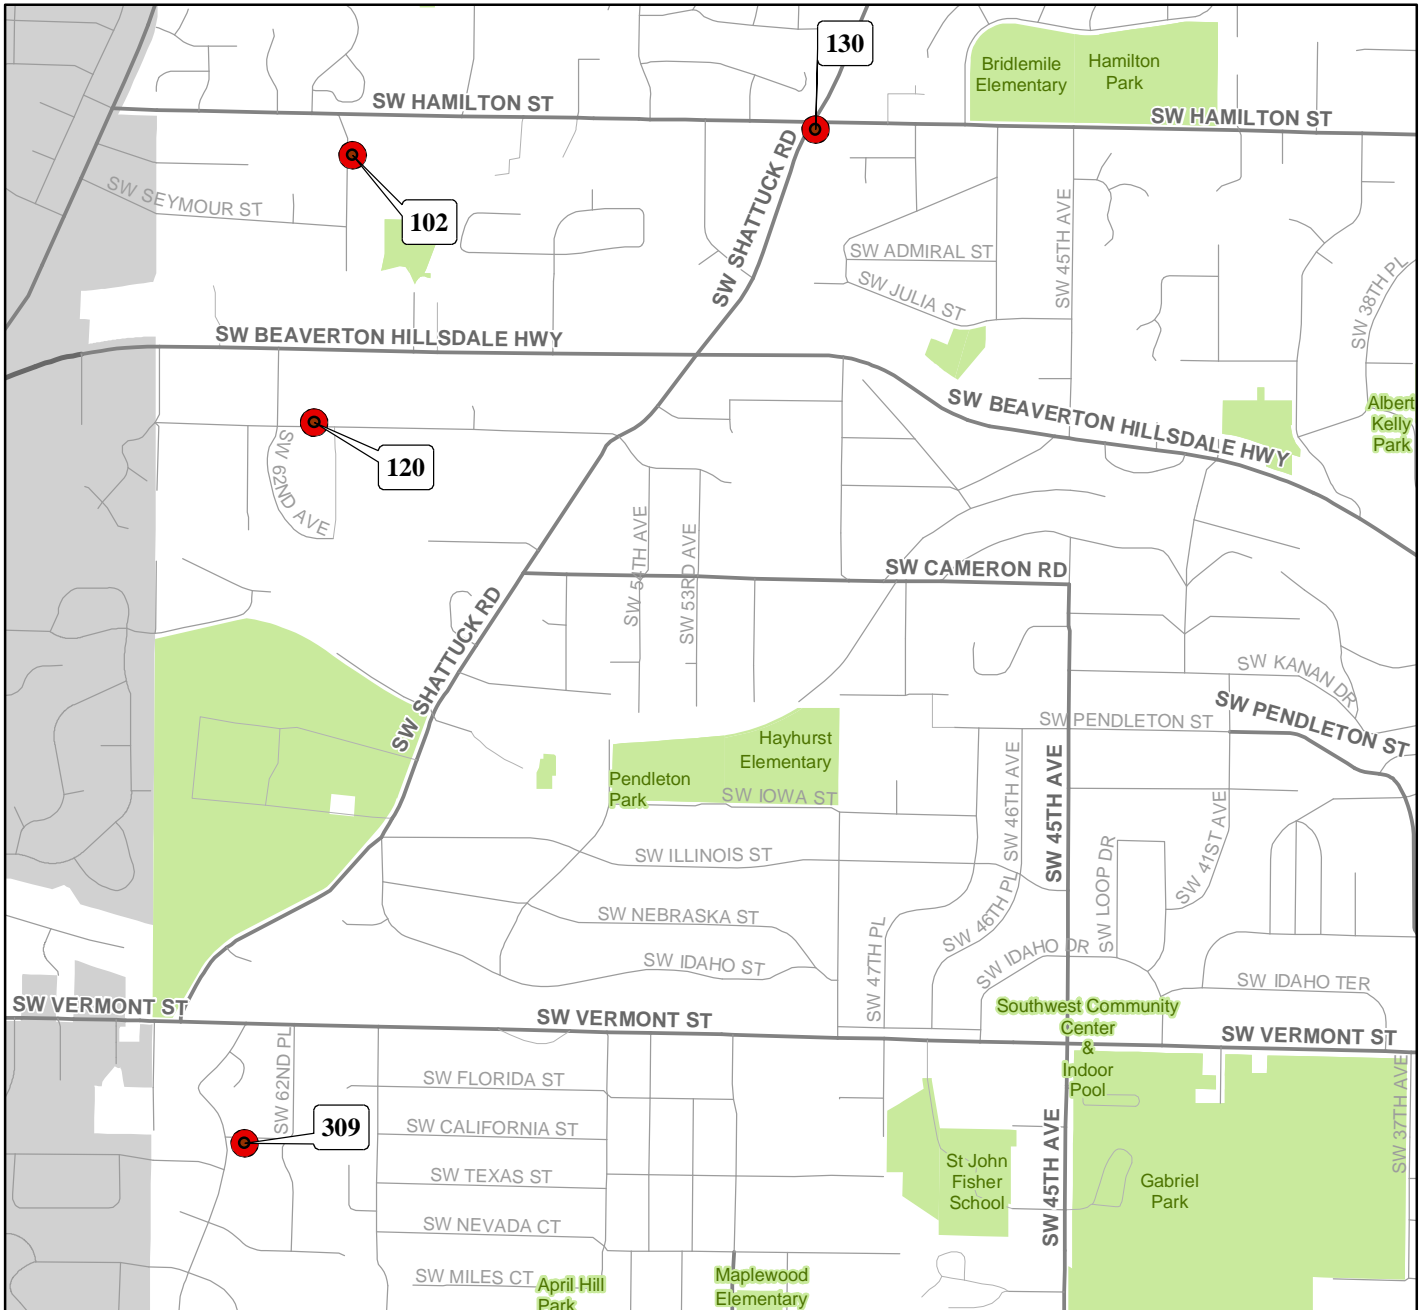 130
Bridlemile
Elementary
Hamilton
Park
SW HAMILTON ST
SW HAMILTON ST
102
SW SEYMOUR ST
SW SHATTUCK RD
SW ADMIRAL ST
SW JULIA ST
SW 45TH AVE
SW 38TH PL
SW BEAVERTON HILLSDALE HWY
SW BEAVERTON HILLSDALE HWY
Albert
Kelly
Park
120
SW 62ND AVE
SW 54TH AVE
SW 53RD AVE
SW CAMERON RD
SW SHATTUCK RD
SW KANAN DR
SW PENDLETON ST
SW PENDLETON ST
Hayhurst
Elementary
Pendleton
Park
SW IOWA ST
SW 46TH AVE
SW 45TH AVE
SW 41ST AVE
SW LOOP DR
SW ILLINOIS ST
SW NEBRASKA ST
SW 46TH PL
SW 47TH PL
SW IDAHO DR
SW IDAHO ST
SW IDAHO TER
SW VERMONT ST
SW VERMONT ST
SW VERMONT ST
Southwest Community
Center
&
Indoor
Pool
SW 62ND PL
SW FLORIDA ST
309
SW CALIFORNIA ST
SW TEXAS ST
SW NEVADA CT
SW MILES CT
April Hill
Park
Maplewood
Elementary
St John
Fisher
School
SW 45TH AVE
Gabriel
Park
SW 37TH AVE